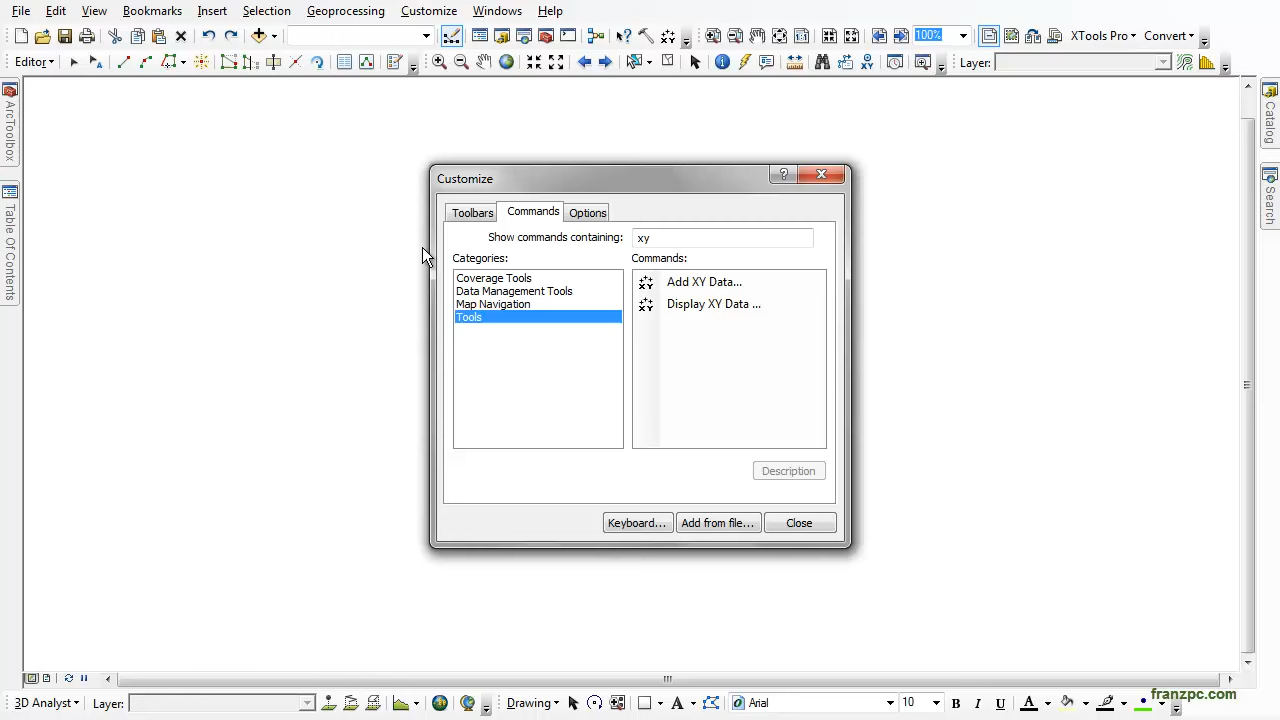 File Edit View Bookmarks Insert Selection Geoprocessing Customize Windows Help
100% XTools Pro Convert
Editor Layer:
ArcToolbox
Table Of Contents
Catalog
Search
Customize
Toolbars Commands Options
Show commands containing: xy
Categories: Commands:
Coverage Tools
Data Management Tools
Map Navigation
Tools
Add XY Data...
Display XY Data ...
Description
Keyboard... Add from file... Close
3D Analyst Layer: Drawing A Arial 10 B I U A
franzpc.com